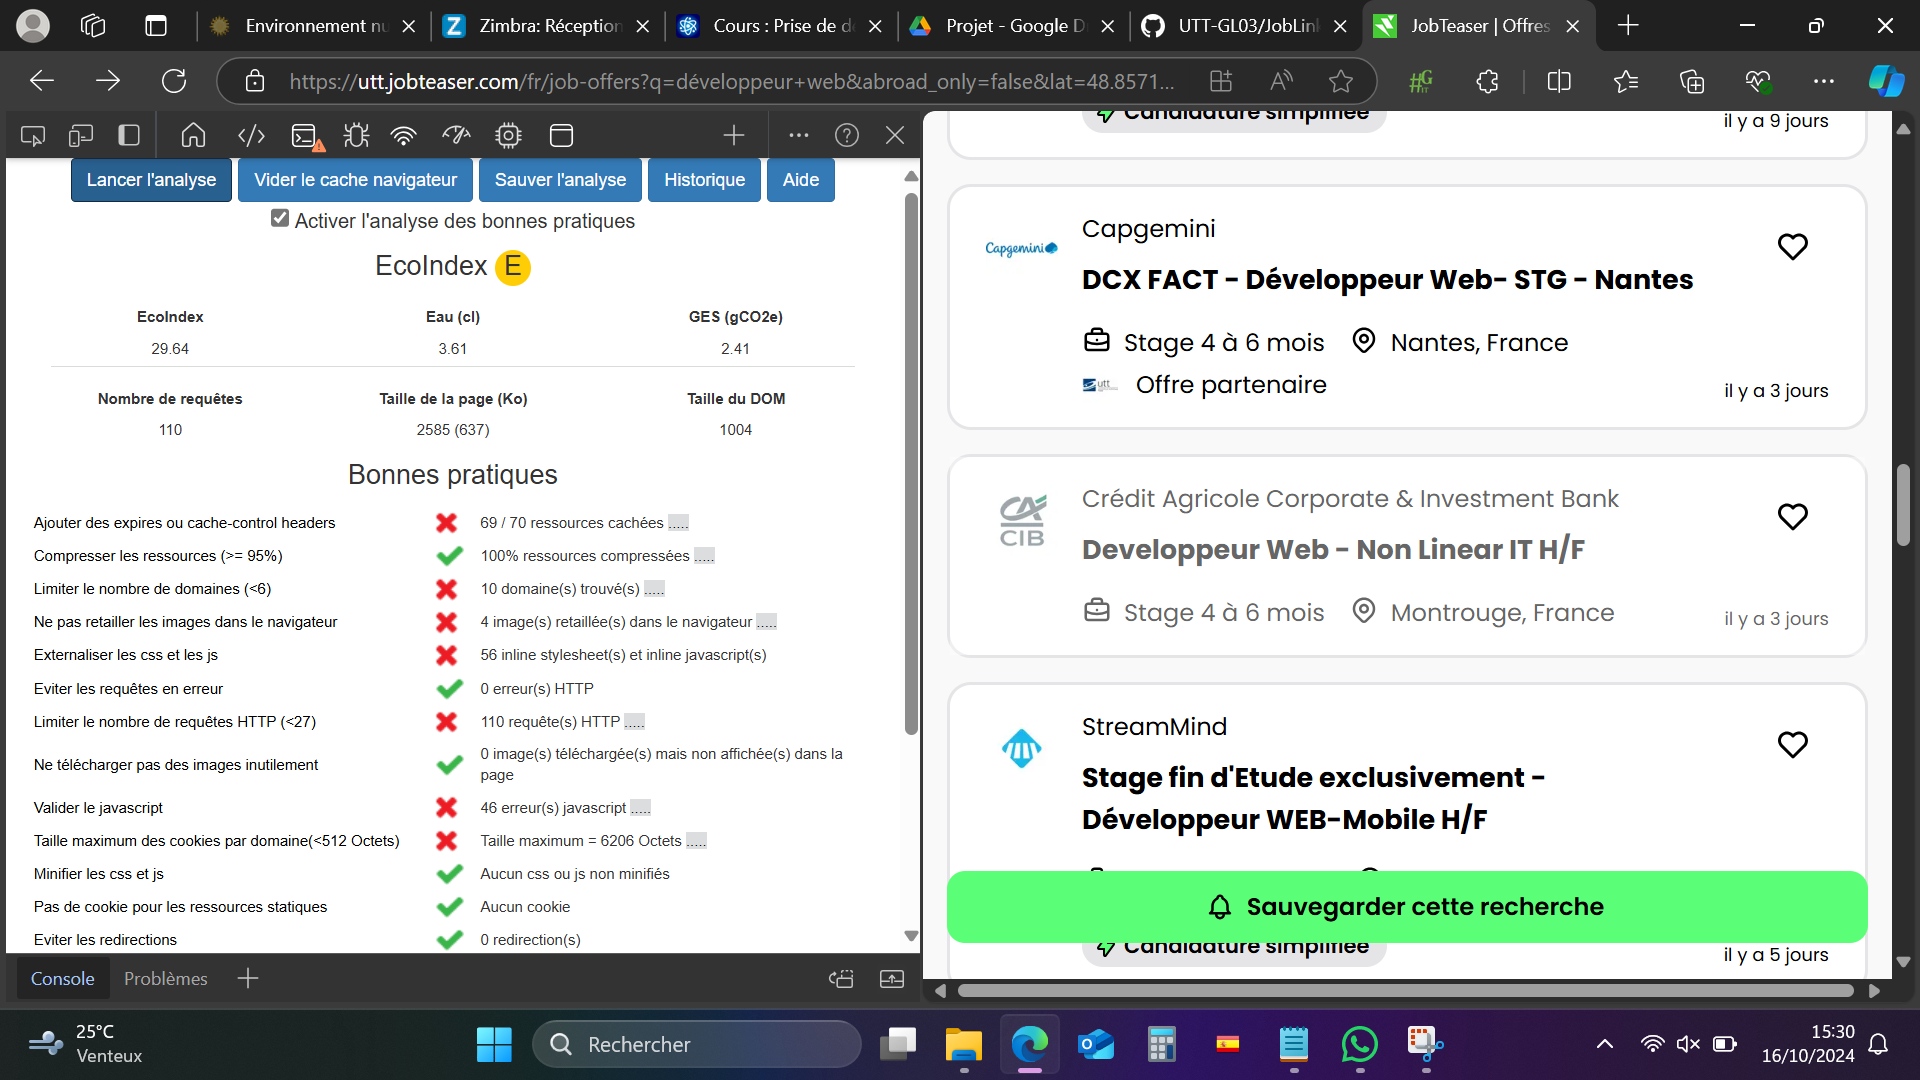 Environnement nu
Zimbra: Réception
Cours : Prise de de
Projet - Google D
UTT-GL03/JobLink
JobTeaser | Offres
https://utt.jobteaser.com/fr/job-offers?q=développeur+web&abroad_only=false&lat=48.8571...
Lancer l'analyse
Vider le cache navigateur
Sauver l'analyse
Historique
Aide
Activer l'analyse des bonnes pratiques
EcoIndex E
EcoIndex
Eau (cl)
GES (gCO2e)
29.64
3.61
2.41
Nombre de requêtes
Taille de la page (Ko)
Taille du DOM
110
2585 (637)
1004
Bonnes pratiques
Ajouter des expires ou cache-control headers
69 / 70 ressources cachées .....
Compresser les ressources (>= 95%)
100% ressources compressées .....
Limiter le nombre de domaines (<6)
10 domaine(s) trouvé(s) .....
Ne pas retailler les images dans le navigateur
4 image(s) retaillée(s) dans le navigateur .....
Externaliser les css et les js
56 inline stylesheet(s) et inline javascript(s)
Eviter les requêtes en erreur
0 erreur(s) HTTP
Limiter le nombre de requêtes HTTP (<27)
110 requête(s) HTTP .....
Ne télécharger pas des images inutilement
0 image(s) téléchargée(s) mais non affichée(s) dans la
page
Valider le javascript
46 erreur(s) javascript .....
Taille maximum des cookies par domaine(<512 Octets)
Taille maximum = 6206 Octets .....
Minifier les css et js
Aucun css ou js non minifiés
Pas de cookie pour les ressources statiques
Aucun cookie
Eviter les redirections
0 redirection(s)
Console
Problèmes
Candidature simplifiée
il y a 9 jours
Capgemini
Capgemini
DCX FACT - Développeur Web- STG - Nantes
Stage 4 à 6 mois
Nantes, France
utt
Offre partenaire
il y a 3 jours
CA
CIB
Crédit Agricole Corporate & Investment Bank
Developpeur Web - Non Linear IT H/F
Stage 4 à 6 mois
Montrouge, France
il y a 3 jours
StreamMind
Stage fin d'Etude exclusivement -
Développeur WEB-Mobile H/F
Sauvegarder cette recherche
Candidature simplifiée
il y a 5 jours
25°C
Venteux
Rechercher
15:30
16/10/2024